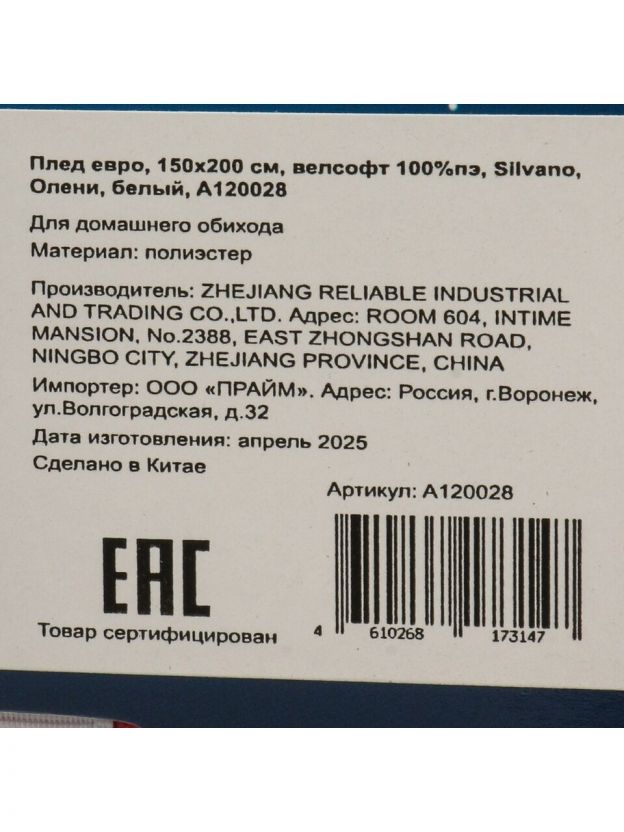 Плед евро, 150х200 см, велсофт 100%пэ, Silvano,
Олени, белый, А120028
Для домашнего обихода
Материал: полиэстер
Производитель: ZHEJIANG RELIABLE INDUSTRIAL
AND TRADING CO.,LTD. Адрес: ROOM 604, INTIME
MANSION, No.2388, EAST ZHONGSHAN ROAD,
NINGBO CITY, ZHEJIANG PROVINCE, CHINA
Импортер: ООО «ПРАЙМ». Адрес: Россия, г.Воронеж,
ул.Волгоградская, д.32
Дата изготовления: апрель 2025
Сделано в Китае
Артикул: А120028
EAC
Товар сертифицирован
4 610268 173147